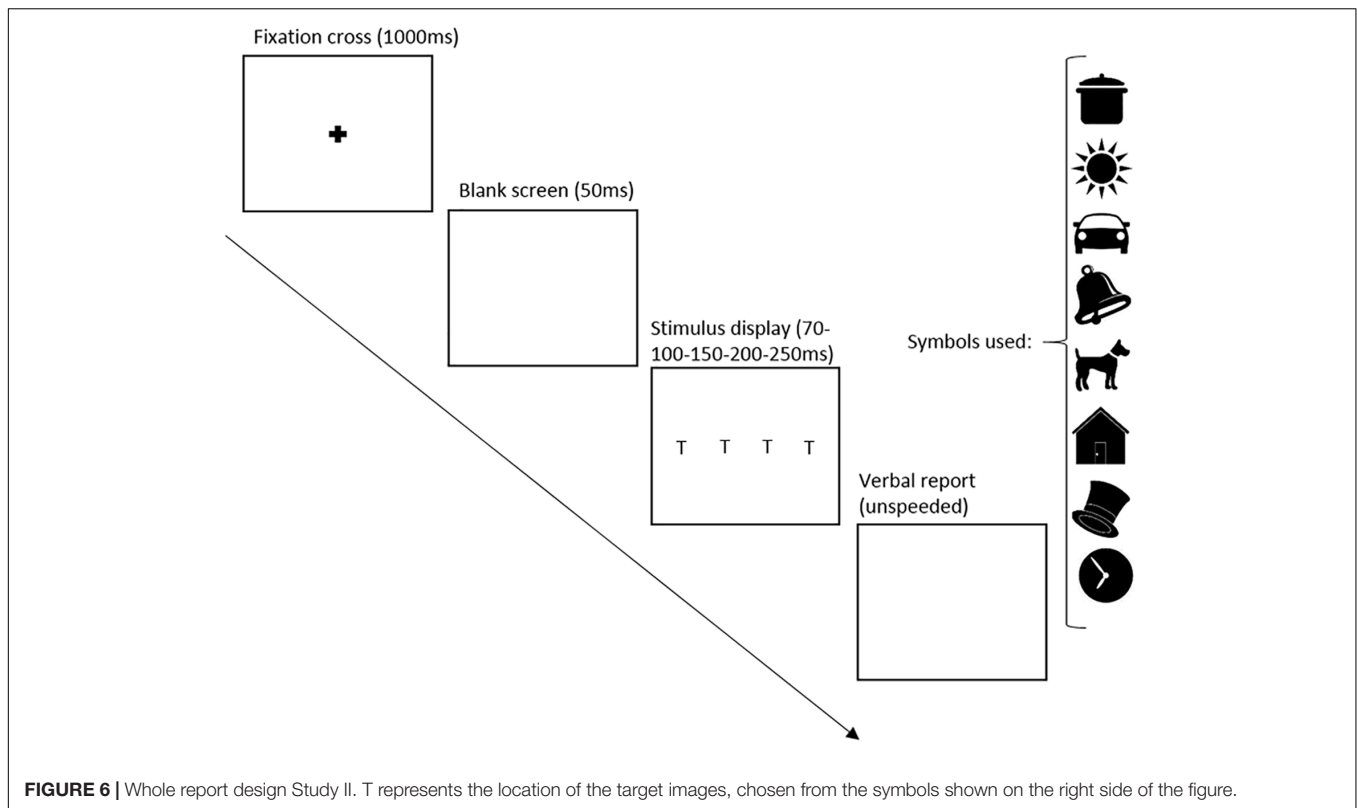 Fixation cross (1000ms)
Blank screen (50ms)
Stimulus display (70-
100-150-200-250ms)
T T T T
Verbal report
(unspeeded)
Symbols used:
FIGURE 6 | Whole report design Study II. T represents the location of the target images, chosen from the symbols shown on the right side of the figure.